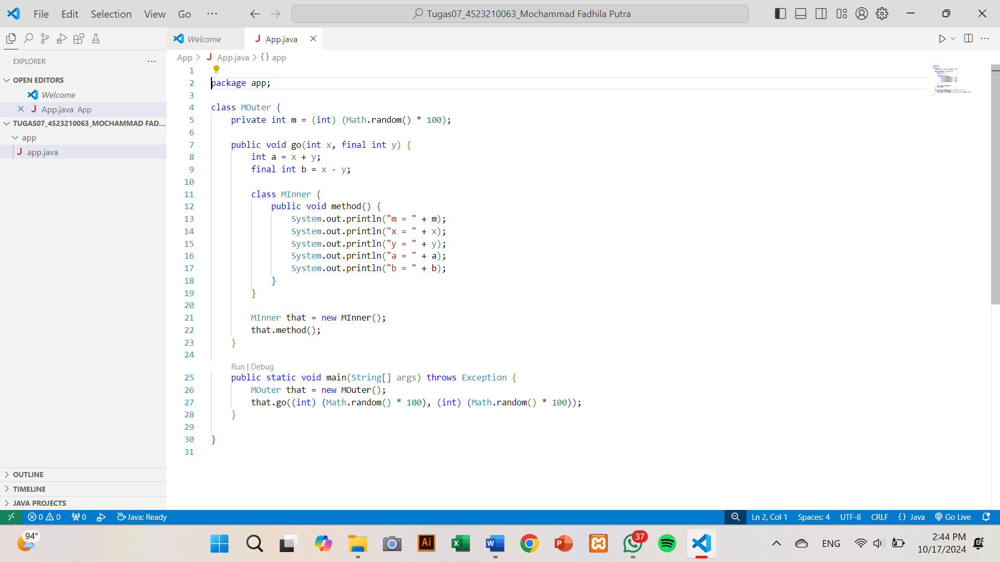 File Edit Selection View Go ···
Tugas07_4523210063_Mochammad Fadhila Putra
Welcome
App.java
EXPLORER
App > J App.java > {} app
OPEN EDITORS
Welcome
App.java App
TUGAS07_4523210063_MOCHAMMAD FAD...
app
J app.java
1
2 package app;
3
4 class MOuter {
5 private int m = (int) (Math.random() * 100);
6
7 public void go(int x, final int y) {
8 int a = x + y;
9 final int b = x - y;
10
11 class MInner {
12 public void method() {
13 System.out.println("m = " + m);
14 System.out.println("x = " + x);
15 System.out.println("y = " + y);
16 System.out.println("a = " + a);
17 System.out.println("b = " + b);
18 }
19 }
20
21 MInner that = new MInner();
22 that.method();
23 }
24
Run | Debug
25 public static void main(String[] args) throws Exception {
26 MOuter that = new MOuter();
27 that.go((int) (Math.random() * 100), (int) (Math.random() * 100));
28 }
29
30 }
31
OUTLINE
TIMELINE
JAVA PROJECTS
0 0 0 Java: Ready
Ln 2, Col 1 Spaces: 4 UTF-8 CRLF {} Java Go Live
94°
Ai
37
ENG
2:44 PM
10/17/2024